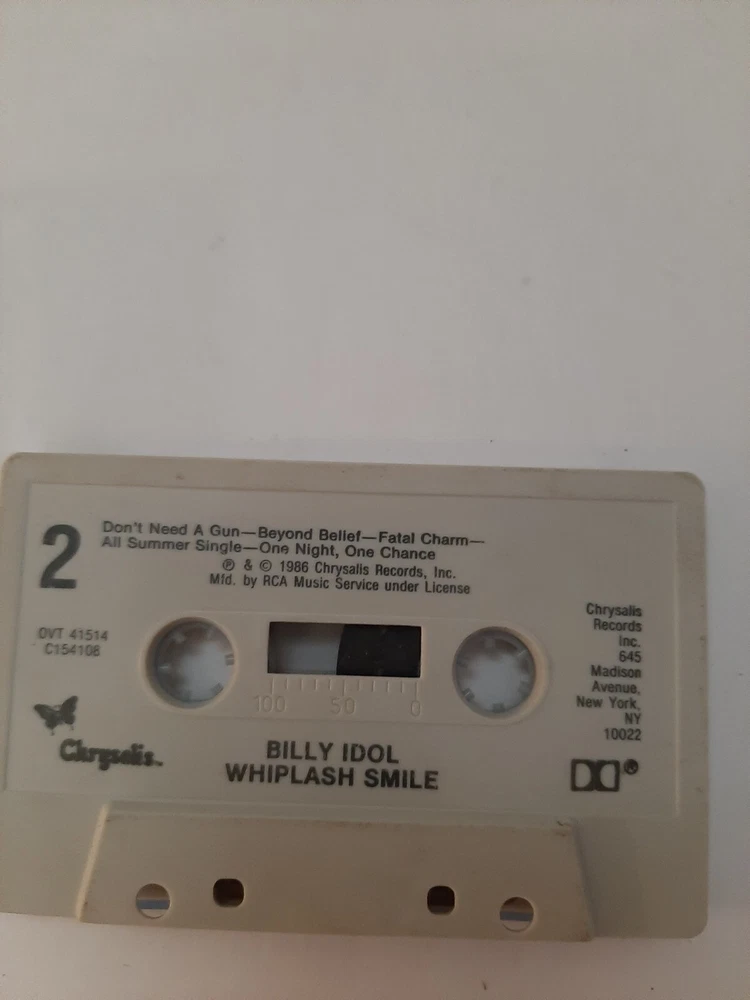 2
Don't Need A Gun—Beyond Belief—Fatal Charm—
All Summer Single—One Night, One Chance
℗ & © 1986 Chrysalis Records, Inc.
Mfd. by RCA Music Service under License
OVT 41514
C154108
100 50 0
Chrysalis
Records
Inc.
645
Madison
Avenue,
New York,
NY
10022
Chrysalis™
BILLY IDOL
WHIPLASH SMILE
®